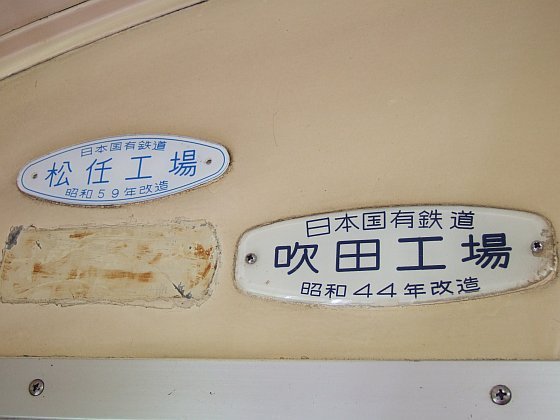 日本国有鉄道
松任工場
昭和59年改造
日本国有鉄道
吹田工場
昭和44年改造